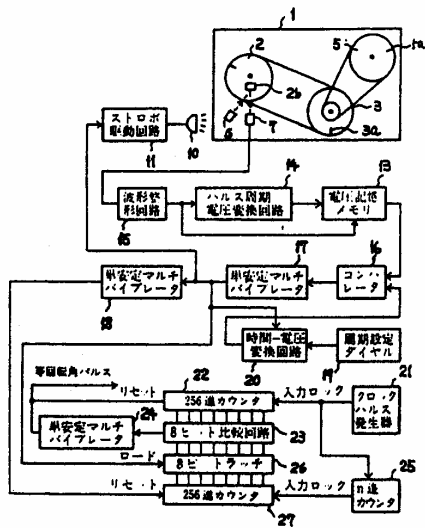 1
2
5
1a
2b
3
6
7
3a
ストロボ
駆動回路
10
11
14
13
波形整
形回路
ハルス周期
電圧変換回路
電圧記憶
メモリ
15
17
16
単安定マルチ
バイブレータ
単安定マルチ
バイブレータ
コンハ
レータ
18
時間-電圧
変換回路
周期設定
ダイヤル
20
19
等回転角パルス
22
21
リセット
256進カウンタ
入力ロック
クロック
ハルス
発生器
24
単安定マルチ
バイブレータ
8ヒット比較回路
23
ロード
8ヒットラッチ
26
25
リセット
256進カウンタ
入力ロック
n進
カウンタ
27